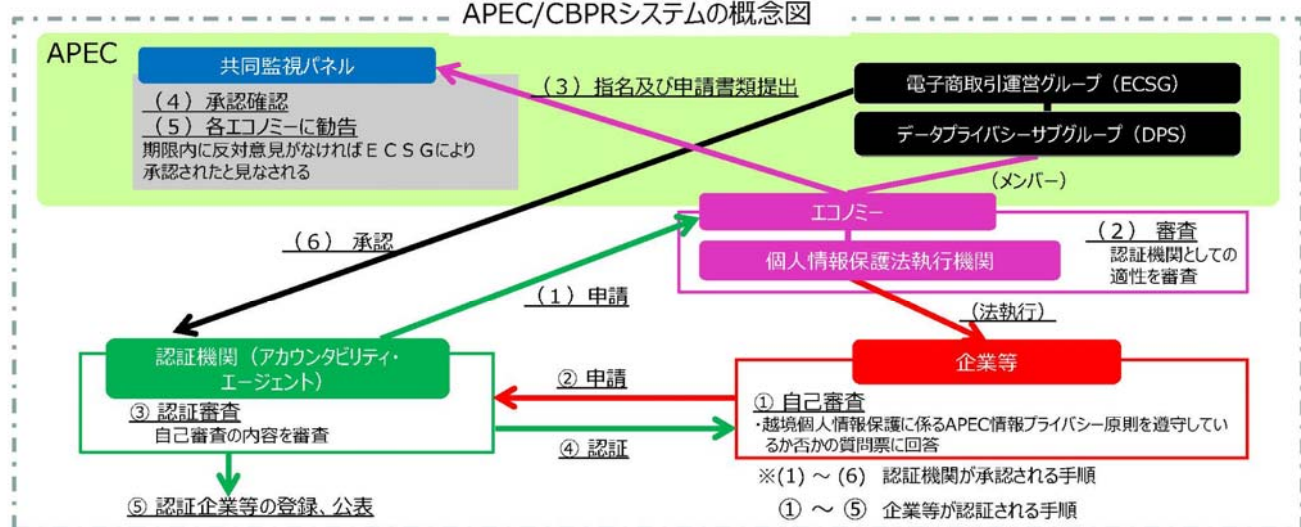 APEC/CBPRシステムの概念図
APEC
共同監視パネル
(4) 承認確認
(5) 各エコノミーに勧告
期限内に反対意見がなければECSGにより
承認されたと見なされる
(3) 指名及び申請書類提出
電子商取引運営グループ(ECSG)
データプライバシーサブグループ(DPS)
(メンバー)
エコノミー
個人情報保護法執行機関
(2) 審査
認証機関としての
適性を審査
(6) 承認
(1) 申請
(法執行)
認証機関(アカウンタビリティ・
エージェント)
③ 認証審査
自己審査の内容を審査
② 申請
④ 認証
企業等
① 自己審査
・越境個人情報保護に係るAPEC情報プライバシー原則を遵守してい
るか否かの質問票に回答
⑤ 認証企業等の登録、公表
※(1) ～ (6) 認証機関が承認される手順
① ～ ⑤ 企業等が認証される手順